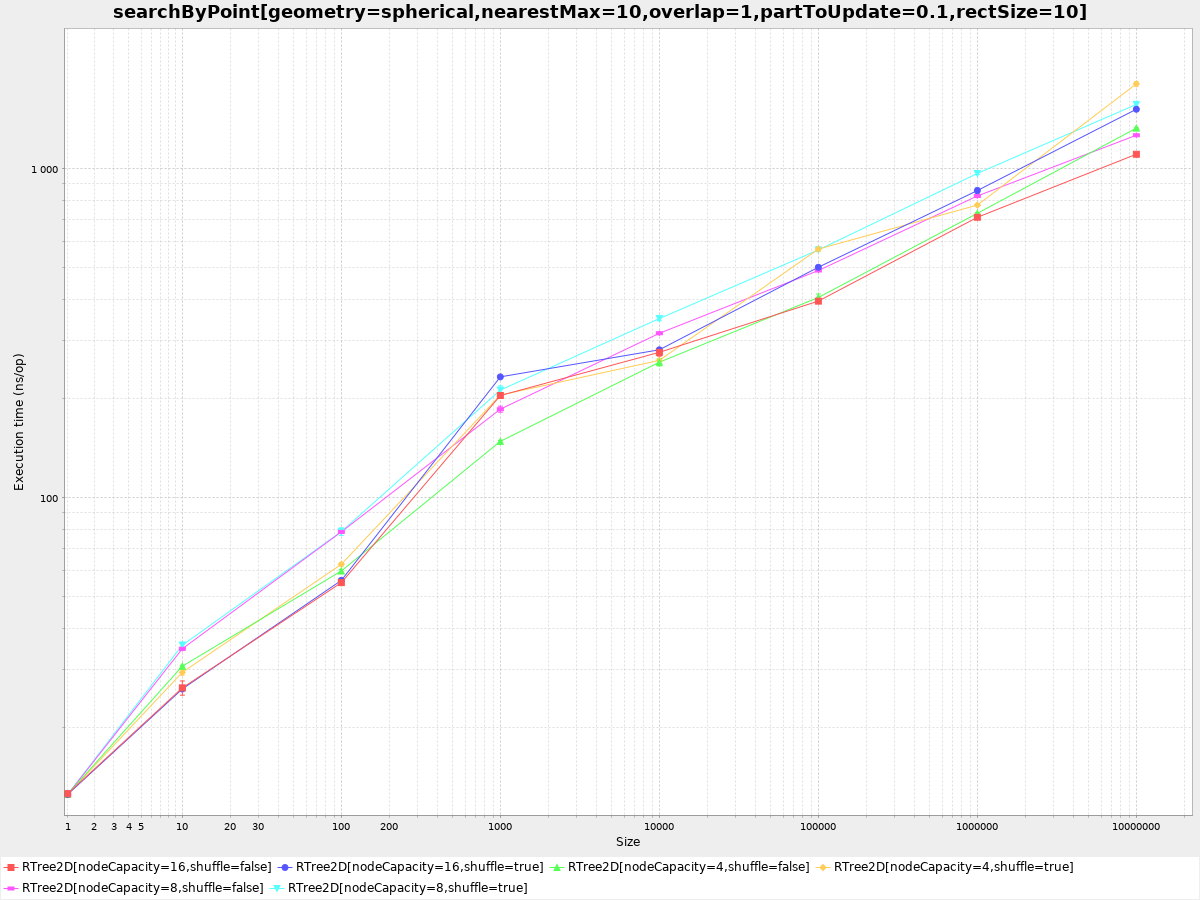 searchByPoint[geometry=spherical,nearestMax=10,overlap=1,partToUpdate=0.1,rectSize=10]
Execution time (ns/op)
1 000
100
1 2 3 4 5 10 20 30 100 200 1000 10000 100000 1000000 10000000
Size
RTree2D[nodeCapacity=16,shuffle=false] RTree2D[nodeCapacity=16,shuffle=true] RTree2D[nodeCapacity=4,shuffle=false] RTree2D[nodeCapacity=4,shuffle=true]
RTree2D[nodeCapacity=8,shuffle=false] RTree2D[nodeCapacity=8,shuffle=true]